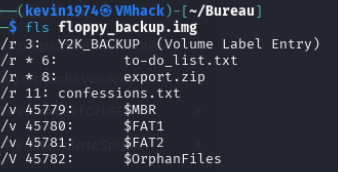 (kevin1974㉿VMhack)-[~/Bureau]
$ fls floppy_backup.img
/r 3: Y2K_BACKUP (Volume Label Entry)
/r * 6: to-do_list.txt
/r * 8: export.zip
/r 11: confessions.txt
/v 45779: $MBR
/v 45780: $FAT1
/v 45781: $FAT2
/V 45782: $OrphanFiles